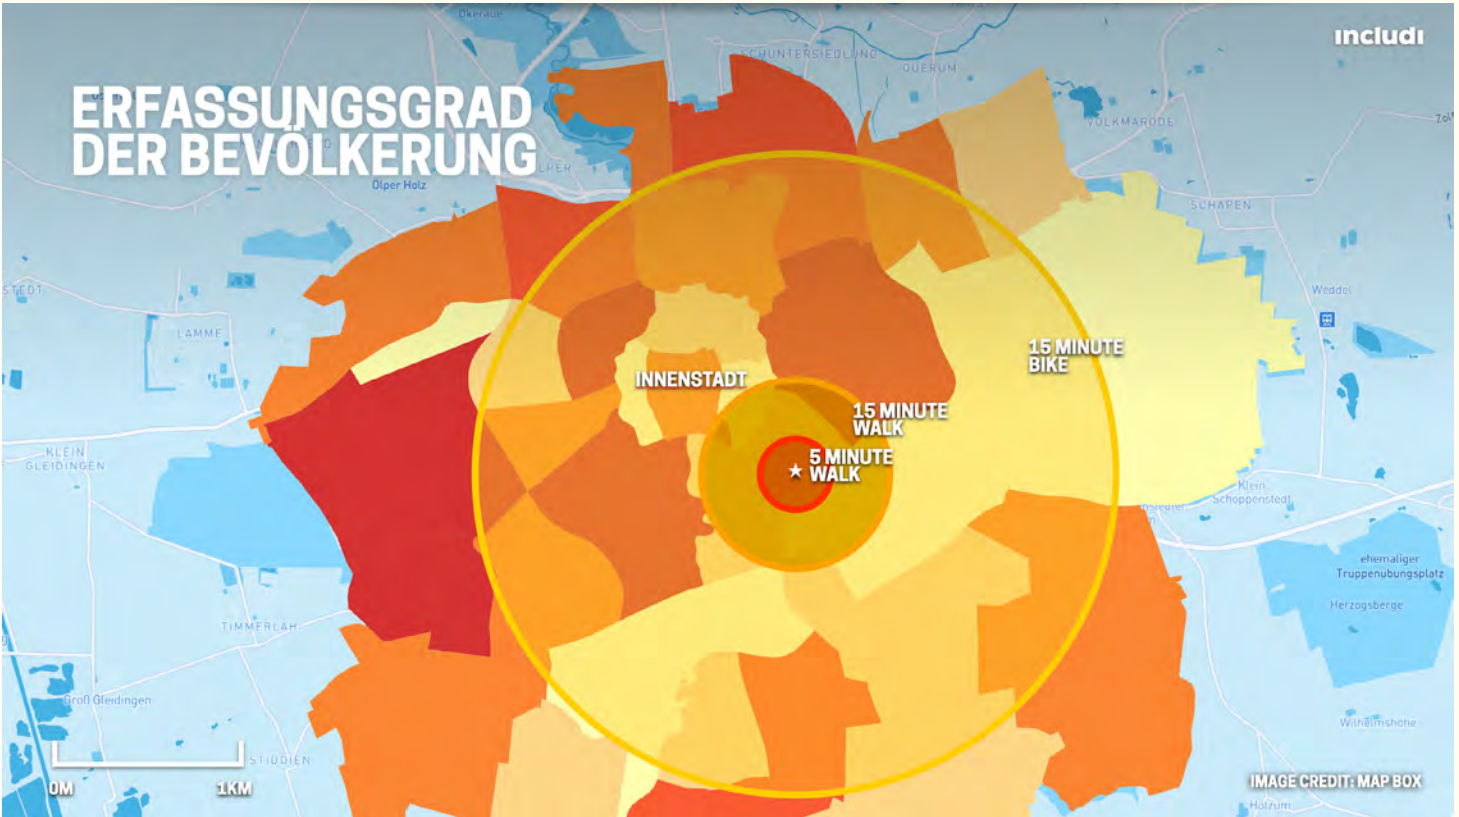 Okeraue
includi
SCHUNTERSIEDLUNG
QUERUM
ERFASSUNGSGRAD
DER BEVÖLKERUNG
VOLKMARODE
Olper Holz
SCHAPEN
Weddel
LAMME
15 MINUTE
BIKE
INNENSTADT
15 MINUTE
WALK
5 MINUTE
WALK
KLEIN
GLEIDINGEN
Klein
Schöppenstedt
ehemaliger
Truppenübungsplatz
Herzogsberge
TIMMERLAH
Groß Gleidingen
Wilhelmshöhe
STIDDIEN
0M
1KM
IMAGE CREDIT: MAP BOX
Holzum